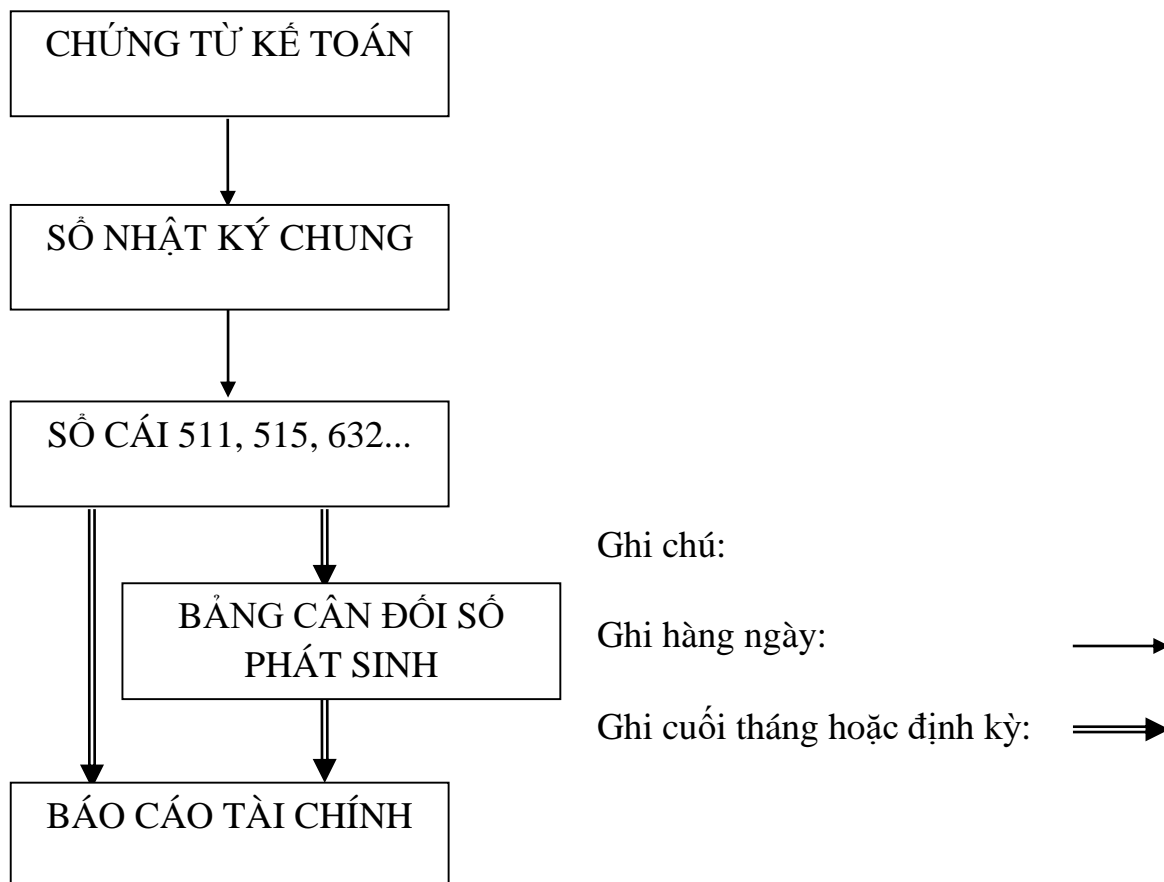 CHỨNG TỪ KẾ TOÁN
SỔ NHẬT KÝ CHUNG
SỔ CÁI 511, 515, 632...
BẢNG CÂN ĐỐI SỐ
PHÁT SINH
BÁO CÁO TÀI CHÍNH
Ghi chú:
Ghi hàng ngày:
Ghi cuối tháng hoặc định kỳ: